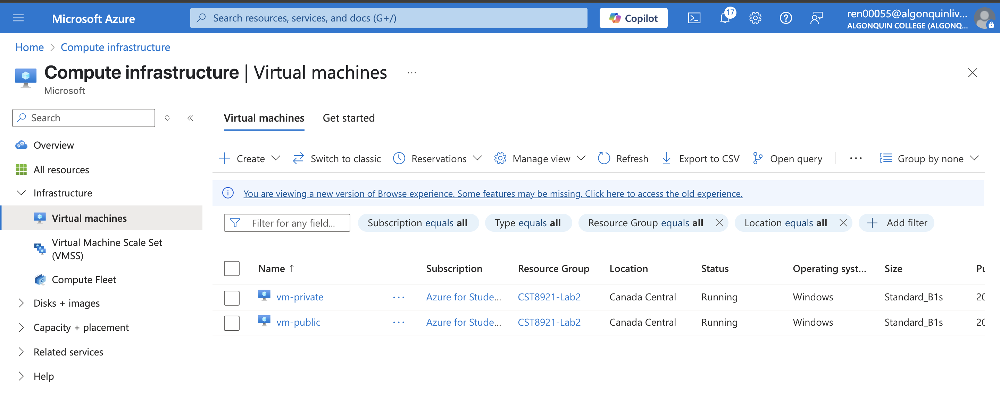 Microsoft Azure
Search resources, services, and docs (G+/)
Copilot
17
ren00055@algonquinliv...
ALGONQUIN COLLEGE (ALGONQ...
Home > Compute infrastructure
Compute infrastructure | Virtual machines ...
Microsoft
Search
Overview
All resources
Infrastructure
Virtual machines
Virtual Machine Scale Set
(VMSS)
Compute Fleet
Disks + images
Capacity + placement
Related services
Help
Virtual machines Get started
Create Switch to classic Reservations Manage view Refresh Export to CSV Open query ... Group by none
You are viewing a new version of Browse experience. Some features may be missing. Click here to access the old experience.
Filter for any field... Subscription equals all Type equals all Resource Group equals all Location equals all Add filter
Name ↑ Subscription Resource Group Location Status Operating syst... Size
vm-private ... Azure for Stude... CST8921-Lab2 Canada Central Running Windows Standard_B1s
vm-public ... Azure for Stude... CST8921-Lab2 Canada Central Running Windows Standard_B1s